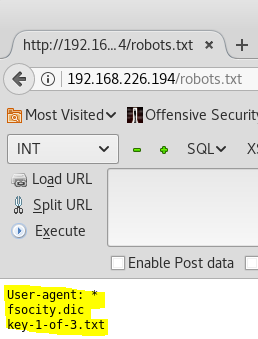 http://192.16...4/robots.txt
192.168.226.194/robots.txt
Most Visited
Offensive Security
INT
SQL
Load URL
Split URL
Execute
Enable Post data
User-agent: *
fsocity.dic
key-1-of-3.txt